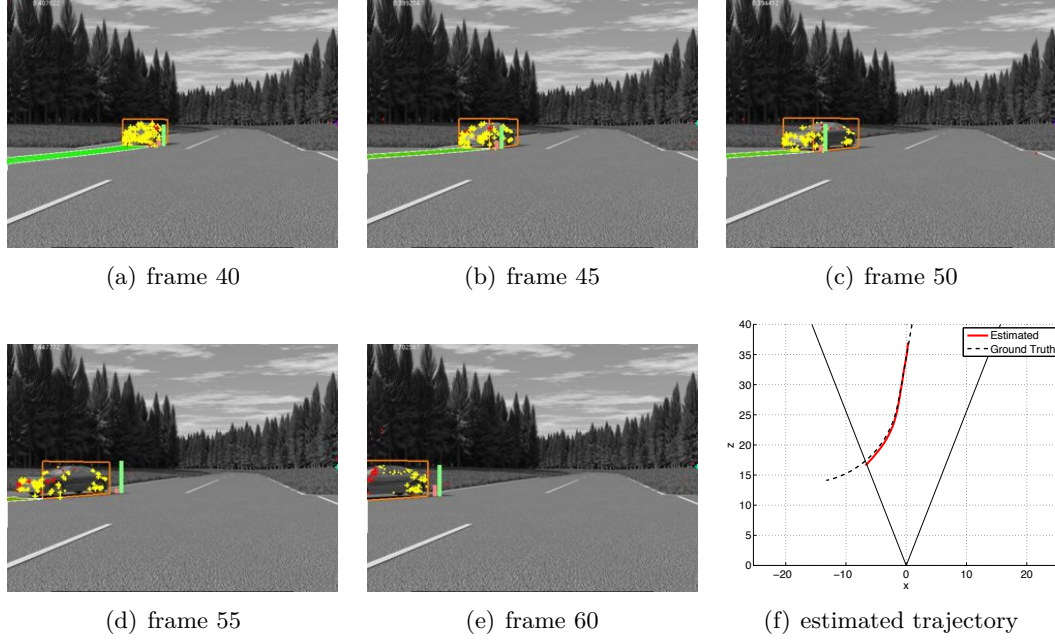 (a) frame 40
(b) frame 45
(c) frame 50
(d) frame 55
(e) frame 60
40
35
30
25
20
15
10
5
0
z
−20 −10 0 10 20
x
Estimated
Ground Truth
(f) estimated trajectory